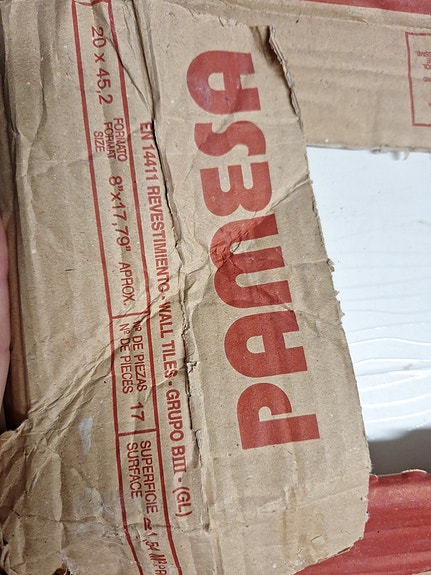 PAMESA
EN 14411 REVESTIMIENTO - WALL TILES - GRUPO BIII - (GL)
20 x 45,2
FORMATO
FORMAT
SIZE
8"x17,79" APROX.
Nº DE PIEZAS
Nº DE PIECES
17
SUPERFICIE
SURFACE